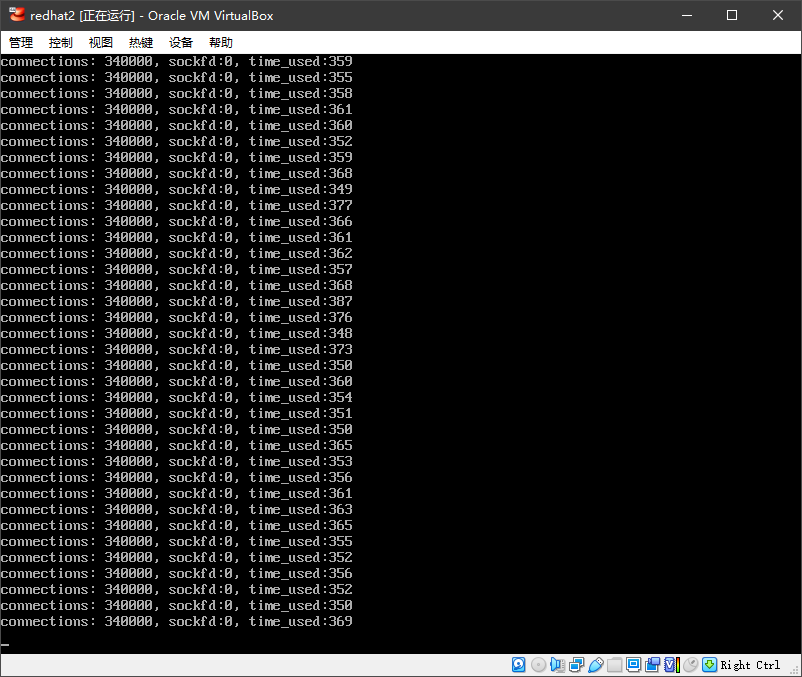 redhat2 [正在运行] - Oracle VM VirtualBox
管理 控制 视图 热键 设备 帮助
connections: 340000, sockfd:0, time_used:359
connections: 340000, sockfd:0, time_used:355
connections: 340000, sockfd:0, time_used:358
connections: 340000, sockfd:0, time_used:361
connections: 340000, sockfd:0, time_used:360
connections: 340000, sockfd:0, time_used:352
connections: 340000, sockfd:0, time_used:359
connections: 340000, sockfd:0, time_used:368
connections: 340000, sockfd:0, time_used:349
connections: 340000, sockfd:0, time_used:377
connections: 340000, sockfd:0, time_used:366
connections: 340000, sockfd:0, time_used:361
connections: 340000, sockfd:0, time_used:362
connections: 340000, sockfd:0, time_used:357
connections: 340000, sockfd:0, time_used:368
connections: 340000, sockfd:0, time_used:387
connections: 340000, sockfd:0, time_used:376
connections: 340000, sockfd:0, time_used:348
connections: 340000, sockfd:0, time_used:373
connections: 340000, sockfd:0, time_used:350
connections: 340000, sockfd:0, time_used:360
connections: 340000, sockfd:0, time_used:354
connections: 340000, sockfd:0, time_used:351
connections: 340000, sockfd:0, time_used:350
connections: 340000, sockfd:0, time_used:365
connections: 340000, sockfd:0, time_used:353
connections: 340000, sockfd:0, time_used:356
connections: 340000, sockfd:0, time_used:361
connections: 340000, sockfd:0, time_used:363
connections: 340000, sockfd:0, time_used:365
connections: 340000, sockfd:0, time_used:355
connections: 340000, sockfd:0, time_used:352
connections: 340000, sockfd:0, time_used:356
connections: 340000, sockfd:0, time_used:352
connections: 340000, sockfd:0, time_used:350
connections: 340000, sockfd:0, time_used:369
Right Ctrl